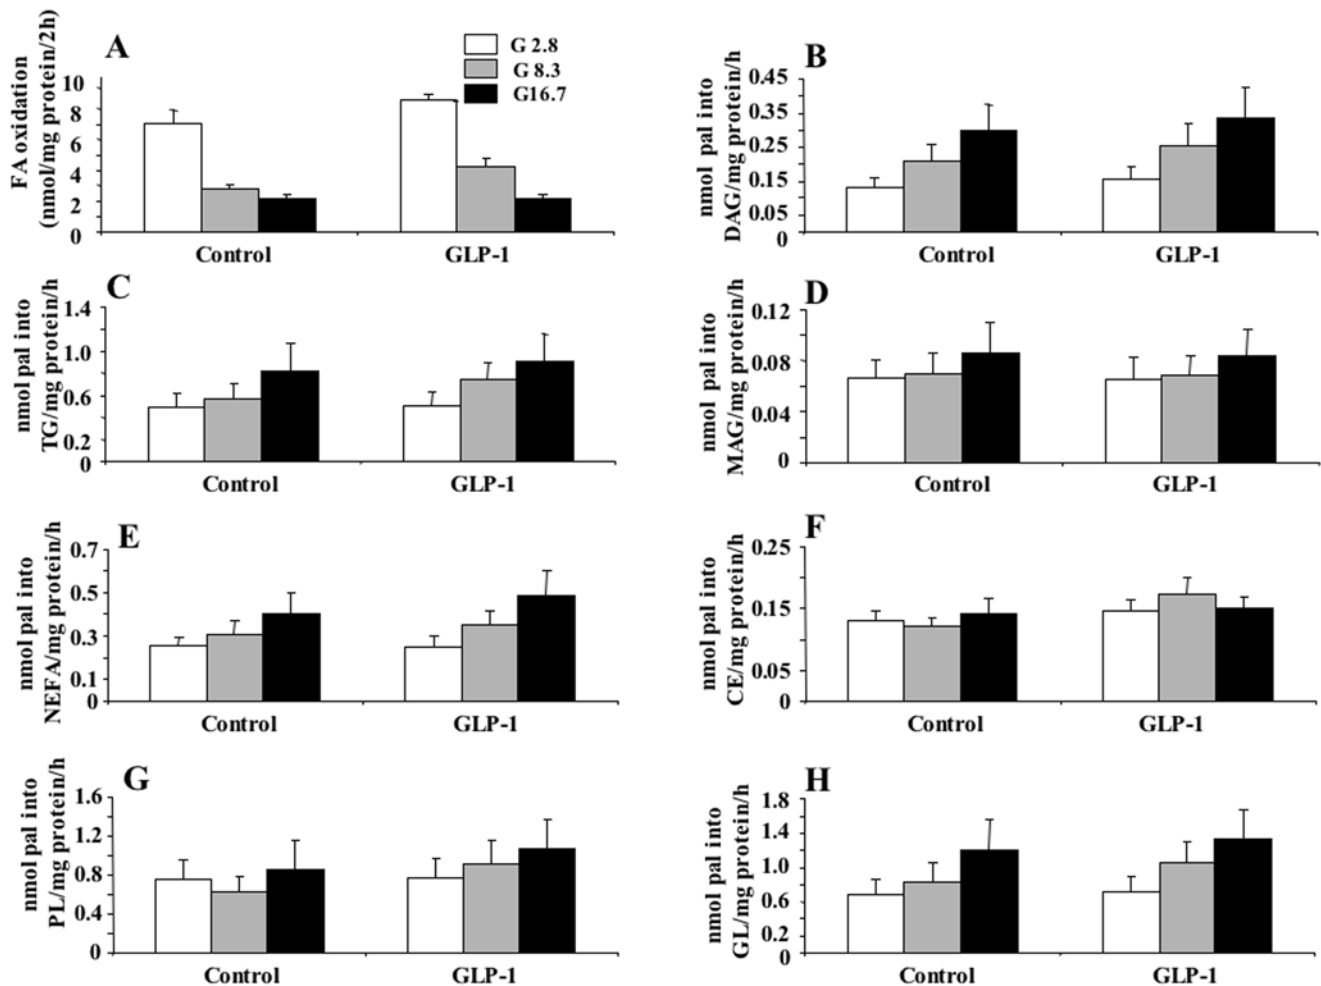 A
G 2.8
G 8.3
G16.7
FA oxidation
(nmol/mg protein/2h)
10
8
6
4
2
0
Control
GLP-1
B
nmol pal into
DAG/mg protein/h
0.45
0.35
0.25
0.15
0.05
0
Control
GLP-1
C
nmol pal into
TG/mg protein/h
1.4
1.0
0.6
0.2
0
Control
GLP-1
D
nmol pal into
MAG/mg protein/h
0.12
0.08
0.04
0
Control
GLP-1
E
nmol pal into
NEFA/mg protein/h
0.7
0.5
0.3
0.1
0
Control
GLP-1
F
nmol pal into
CE/mg protein/h
0.25
0.15
0.05
0
Control
GLP-1
G
nmol pal into
PL/mg protein/h
1.6
1.2
0.8
0.4
0
Control
GLP-1
H
nmol pal into
GL/mg protein/h
1.8
1.4
1.0
0.6
0.2
0
Control
GLP-1